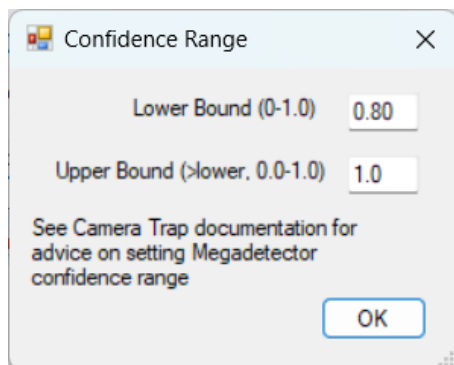 Confidence Range
Lower Bound (0-1.0) 0.80
Upper Bound (>lower, 0.0-1.0) 1.0
See Camera Trap documentation for
advice on setting Megadetector
confidence range
OK